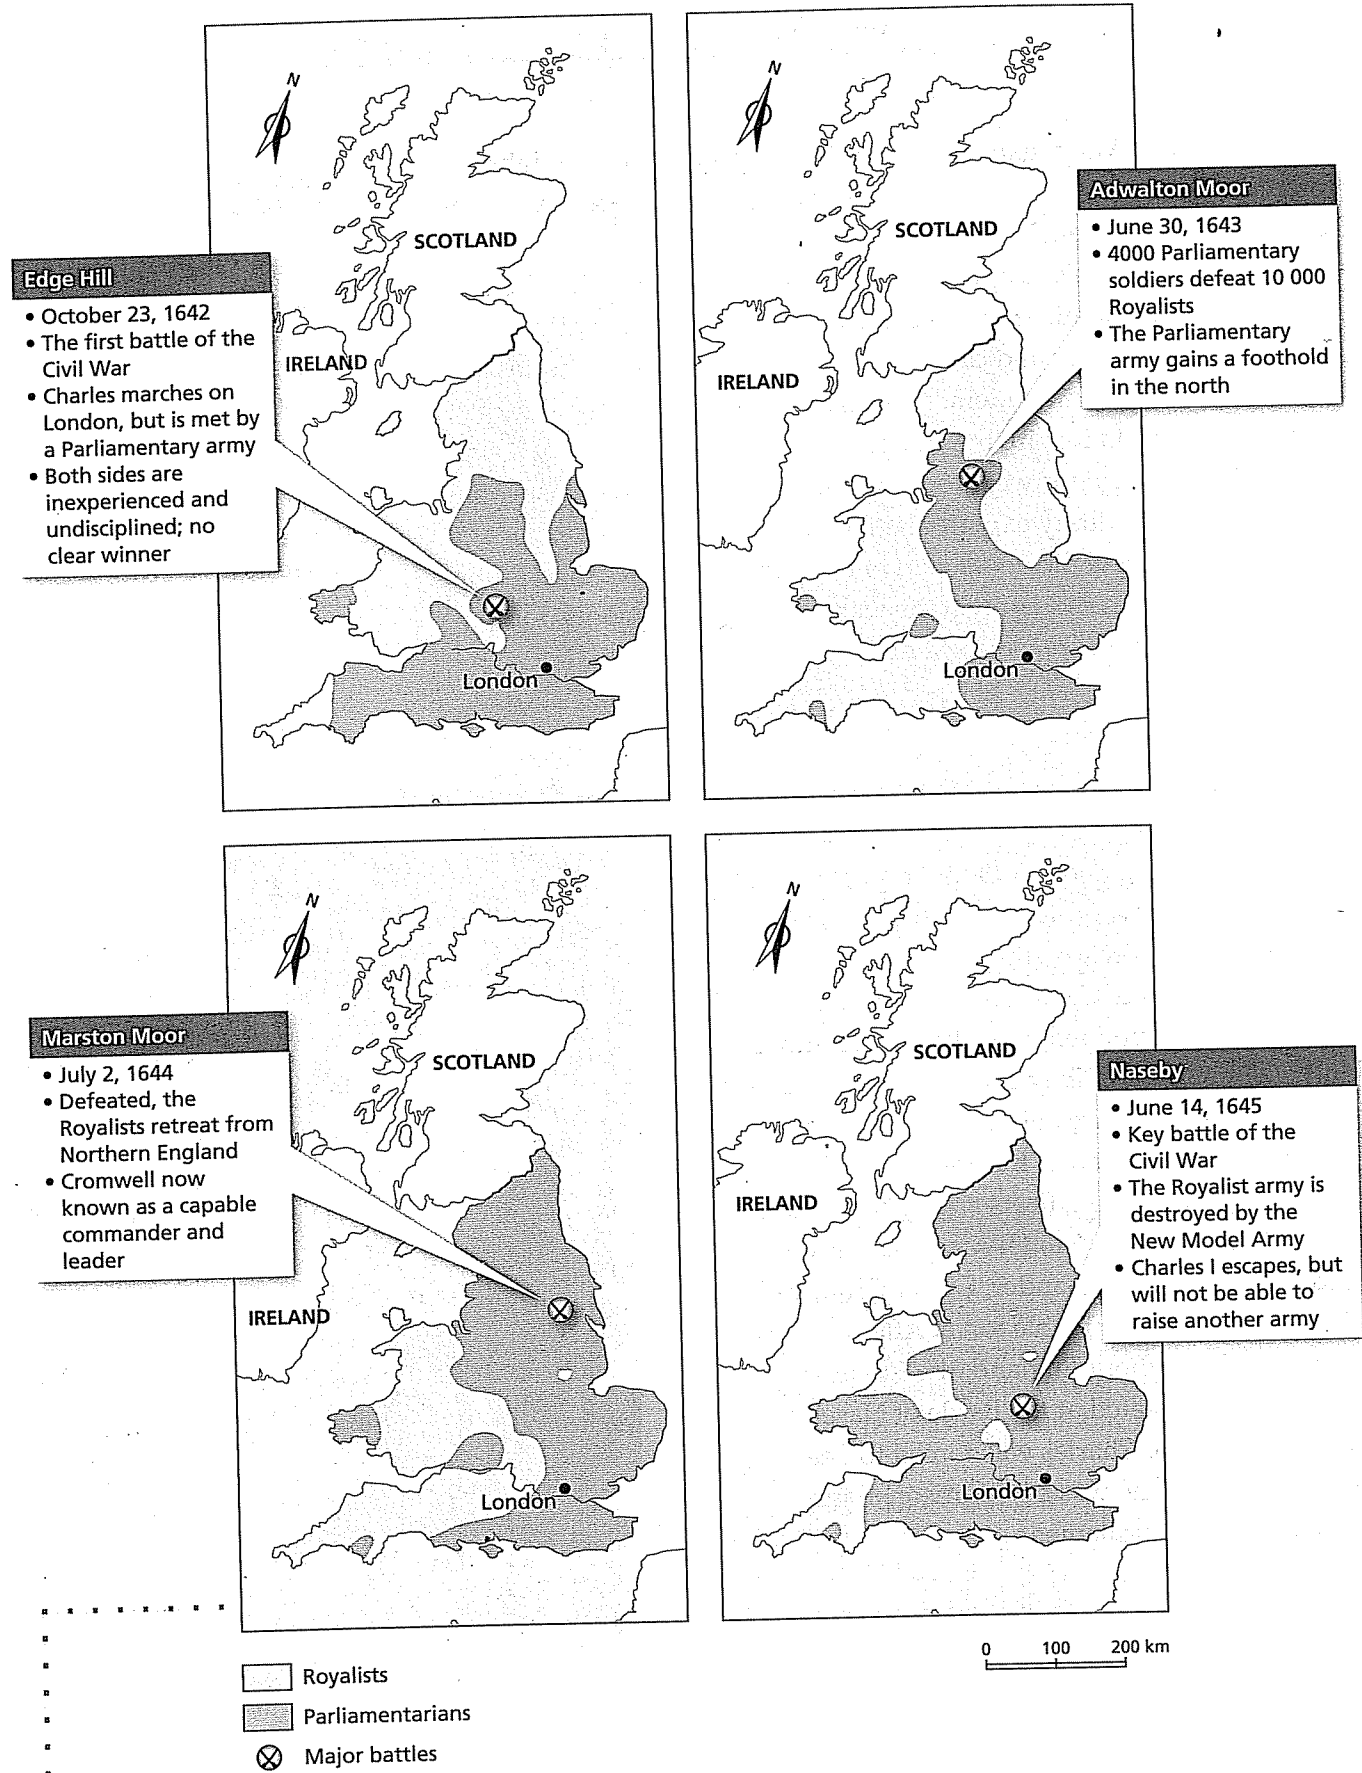 N
SCOTLAND
IRELAND
London
Edge Hill
• October 23, 1642
• The first battle of the
Civil War
• Charles marches on
London, but is met by
a Parliamentary army
• Both sides are
inexperienced and
undisciplined; no
clear winner
N
SCOTLAND
IRELAND
London
Adwalton Moor
• June 30, 1643
• 4000 Parliamentary
soldiers defeat 10 000
Royalists
• The Parliamentary
army gains a foothold
in the north
N
SCOTLAND
IRELAND
London
Marston Moor
• July 2, 1644
• Defeated, the
Royalists retreat from
Northern England
• Cromwell now
known as a capable
commander and
leader
N
SCOTLAND
IRELAND
London
Naseby
• June 14, 1645
• Key battle of the
Civil War
• The Royalist army is
destroyed by the
New Model Army
• Charles I escapes, but
will not be able to
raise another army
0 100 200 km
Royalists
Parliamentarians
Major battles